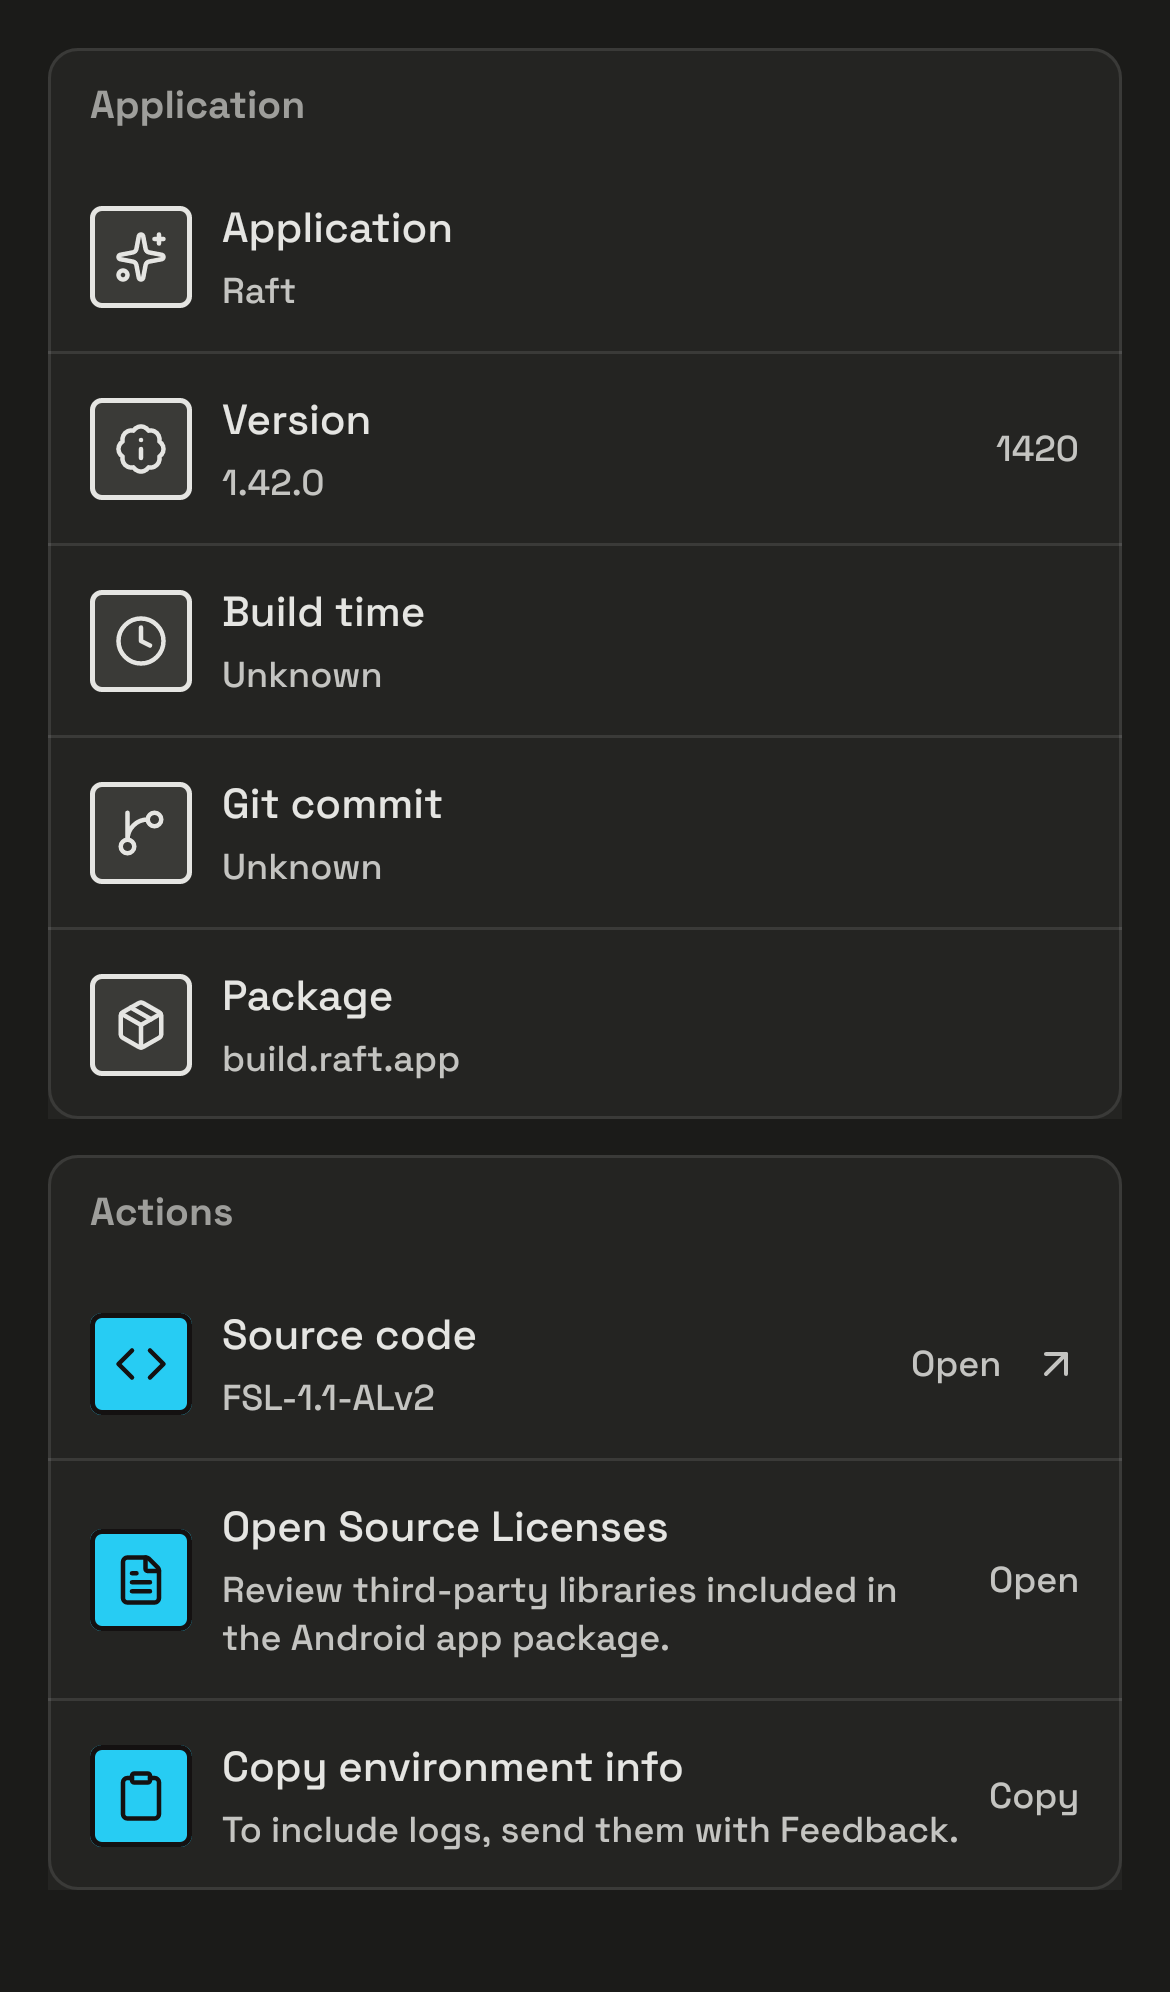 Application
Application
Raft
Version
1.42.0
1420
Build time
Unknown
Git commit
Unknown
Package
build.raft.app
Actions
Source code
FSL-1.1-ALv2
Open
Open Source Licenses
Review third-party libraries included in
the Android app package.
Open
Copy environment info
To include logs, send them with Feedback.
Copy